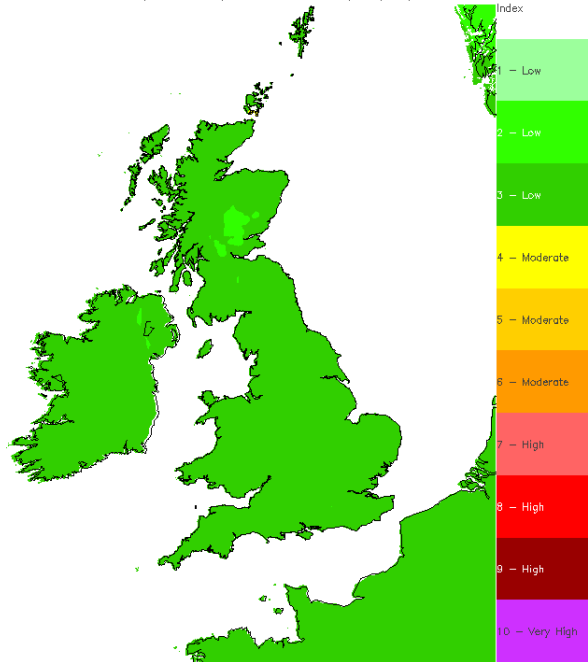 Index
1 - Low
2 - Low
3 - Low
4 - Moderate
5 - Moderate
6 - Moderate
7 - High
8 - High
9 - High
10 - Very High